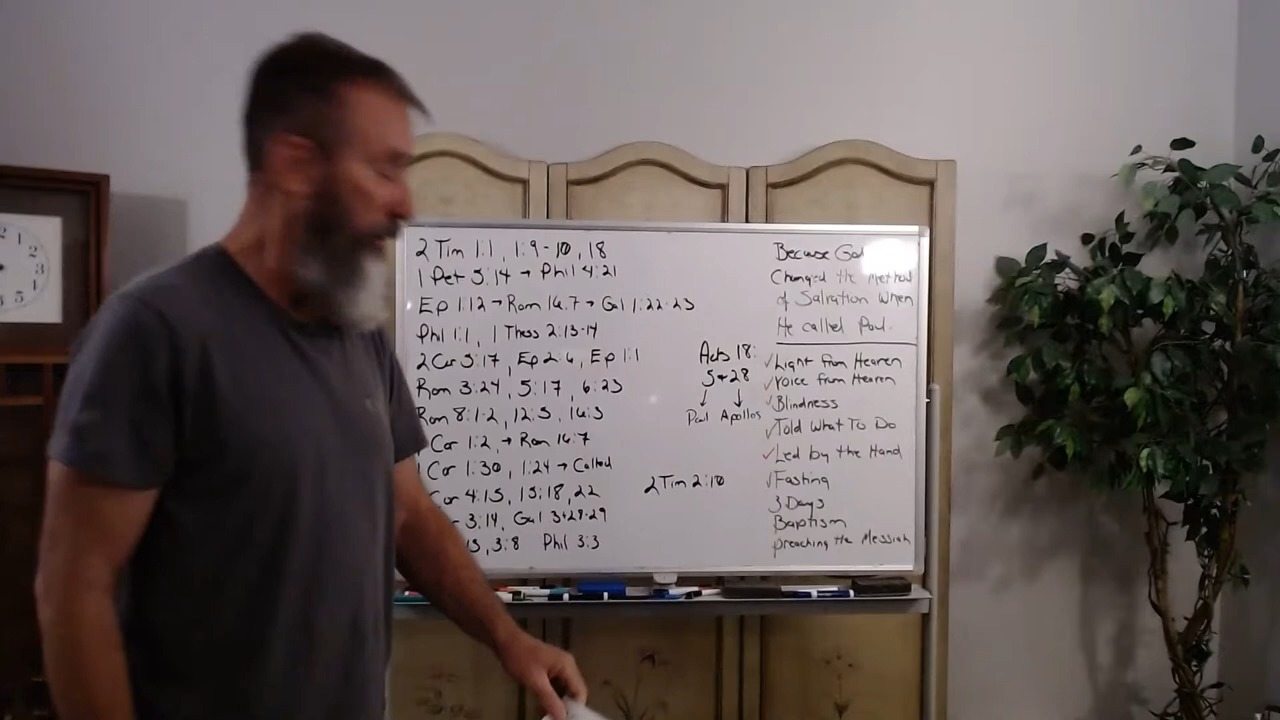 2 Tim 1:1, 1:9-10, 18
1 Pet 5:14 → Phil 4:21
Ep 1:12 → Rom 16:7 → Gal 1:22-23
Phil 1:1, 1 Thess 2:13-14
2 Cor 5:17, Ep 2:6, Ep 1:1
Rom 3:24, 5:17, 6:23
Rom 8:1-2, 12:5, 16:3
Cor 1:2, → Rom 16:7
1 Cor 1:30, 1:24 → Called
Cor 4:15, 15:18, 22
3:14, Gal 3:28-29
3:8 Phil 3:3
Acts 18:
5+28
↓ ↓
Paul Apollos
2 Tim 2:10
Because God
Changed the Method
of Salvation When
He called Paul.
✓Light from Heaven
✓Voice from Heaven
✓Blindness
✓Told What To Do
✓Led by the Hand
✓Fasting
3 Days
Baptism
preaching the Messiah
1
2
3
4
5